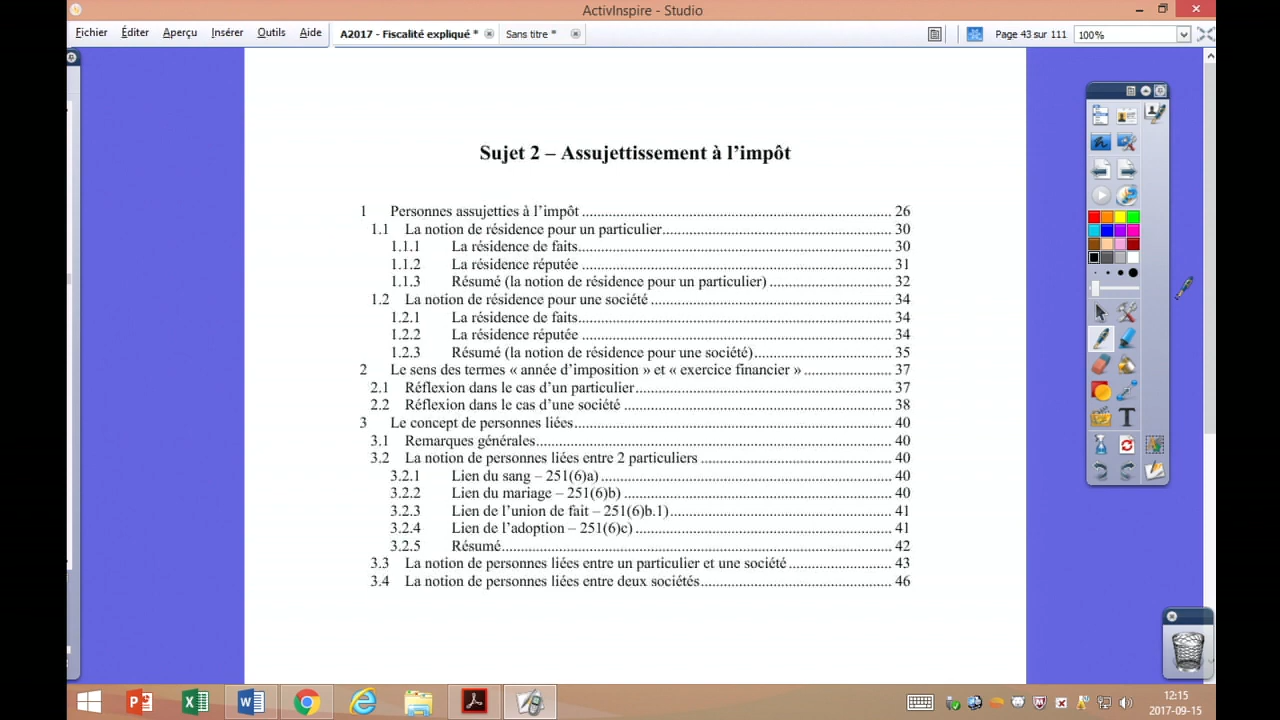 ActivInspire - Studio
Fichier Éditer Aperçu Insérer Outils Aide
A2017 - Fiscalité expliqué * Sans titre *
Page 43 sur 111 100%
Sujet 2 – Assujettissement à l'impôt
1 Personnes assujetties à l'impôt 26
1.1 La notion de résidence pour un particulier 30
1.1.1 La résidence de faits 30
1.1.2 La résidence réputée 31
1.1.3 Résumé (la notion de résidence pour un particulier) 32
1.2 La notion de résidence pour une société 34
1.2.1 La résidence de faits 34
1.2.2 La résidence réputée 34
1.2.3 Résumé (la notion de résidence pour une société) 35
2 Le sens des termes « année d'imposition » et « exercice financier » 37
2.1 Réflexion dans le cas d'un particulier 37
2.2 Réflexion dans le cas d'une société 38
3 Le concept de personnes liées 40
3.1 Remarques générales 40
3.2 La notion de personnes liées entre 2 particuliers 40
3.2.1 Lien du sang – 251(6)a) 40
3.2.2 Lien du mariage – 251(6)b) 40
3.2.3 Lien de l'union de fait – 251(6)b.1) 41
3.2.4 Lien de l'adoption – 251(6)c) 41
3.2.5 Résumé 42
3.3 La notion de personnes liées entre un particulier et une société 43
3.4 La notion de personnes liées entre deux sociétés 46
12:15
2017-09-15